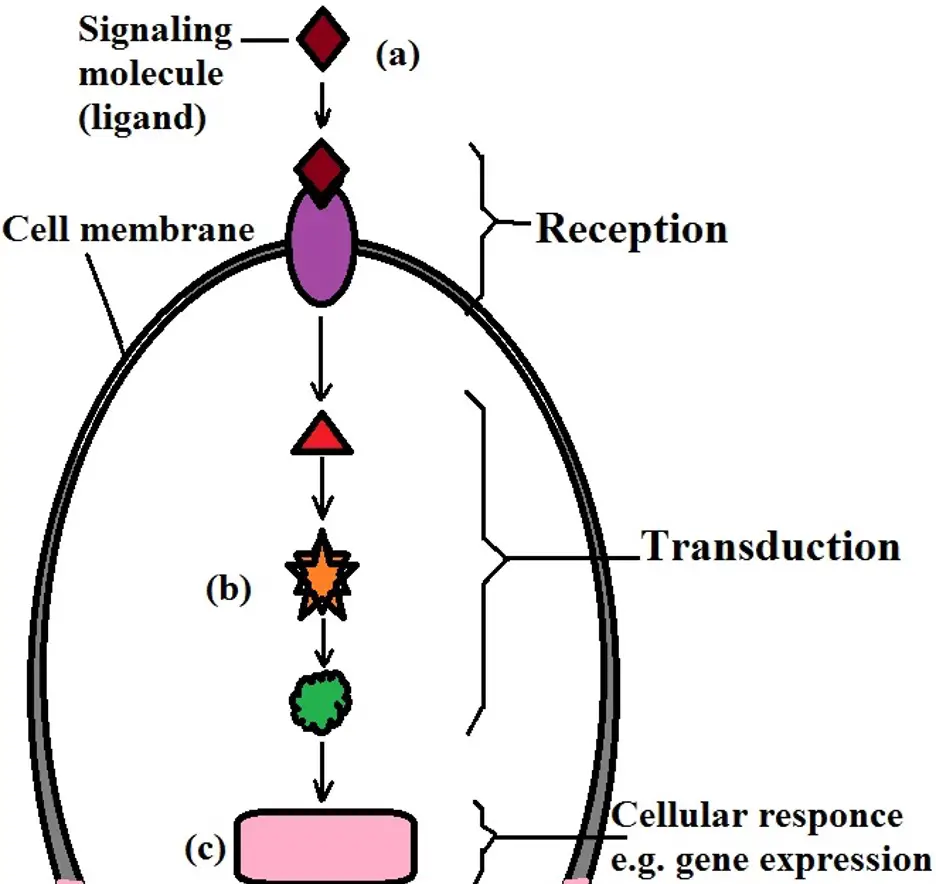 Signaling
molecule
(ligand)
(a)
Cell membrane
Reception
Transduction
(b)
(c)
Cellular responce
e.g. gene expression